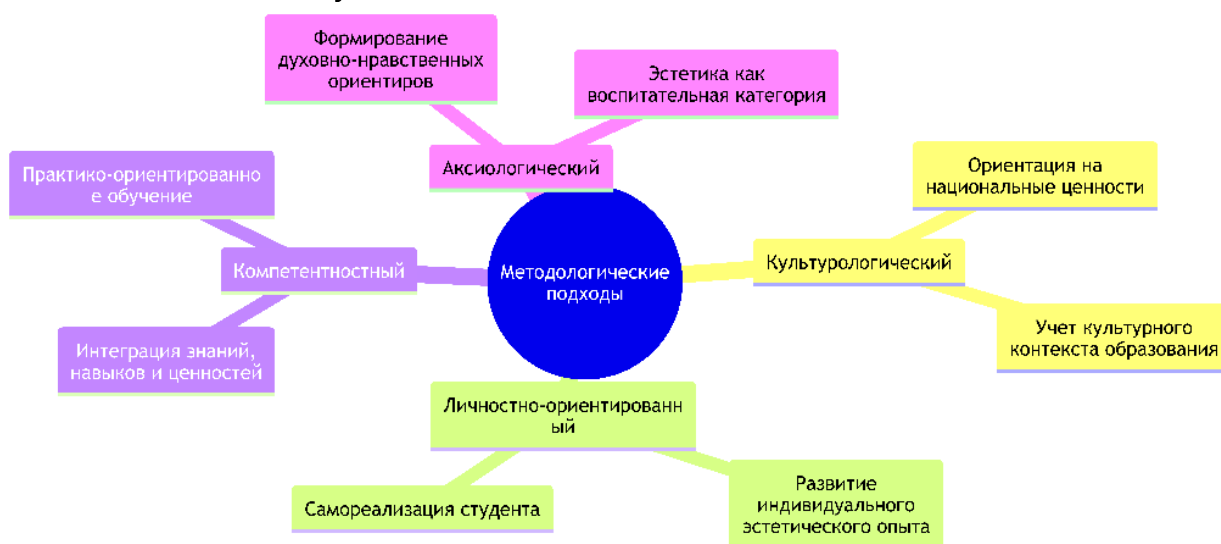 Формирование
духовно-нравственных
ориентиров
Эстетика как
воспитательная категория
Аксиологический
Практико-ориентированно
е обучение
Ориентация на
национальные ценности
Компетентностный
Методологические
подходы
Культурологический
Интеграция знаний,
навыков и ценностей
Учет культурного
контекста образования
Личностно-ориентированн
ый
Самореализация студента
Развитие
индивидуального
эстетического опыта